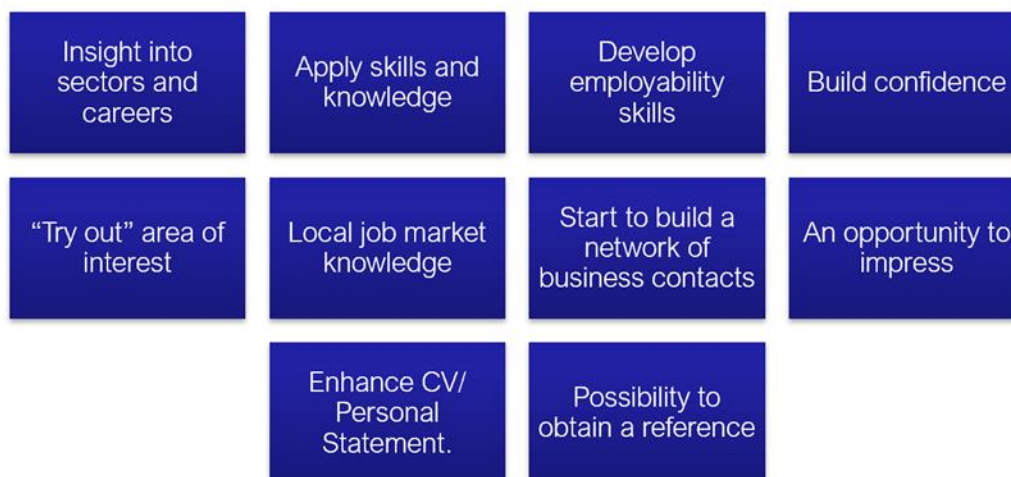 Insight into
sectors and
careers
Apply skills and
knowledge
Develop
employability
skills
Build confidence
“Try out” area of
interest
Local job market
knowledge
Start to build a
network of
business contacts
An opportunity to
impress
Enhance CV/
Personal
Statement.
Possibility to
obtain a reference